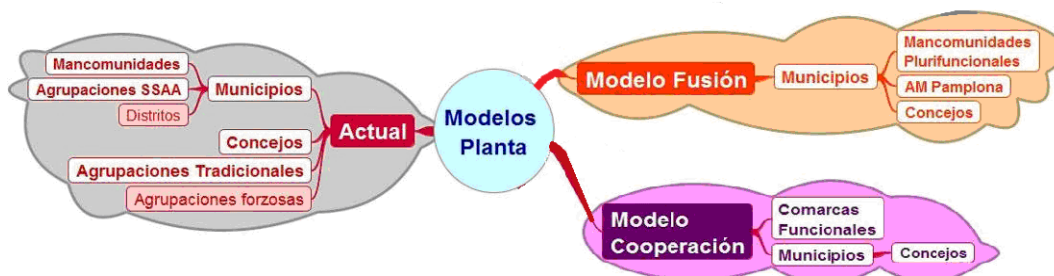 Mancomunidades
Agrupaciones SSAA
Distritos
Municipios
Concejos
Agrupaciones Tradicionales
Agrupaciones forzosas
Actual
Modelos
Planta
Modelo Fusión
Municipios
Mancomunidades
Plurifuncionales
AM Pamplona
Concejos
Modelo
Cooperación
Comarcas
Funcionales
Municipios
Concejos